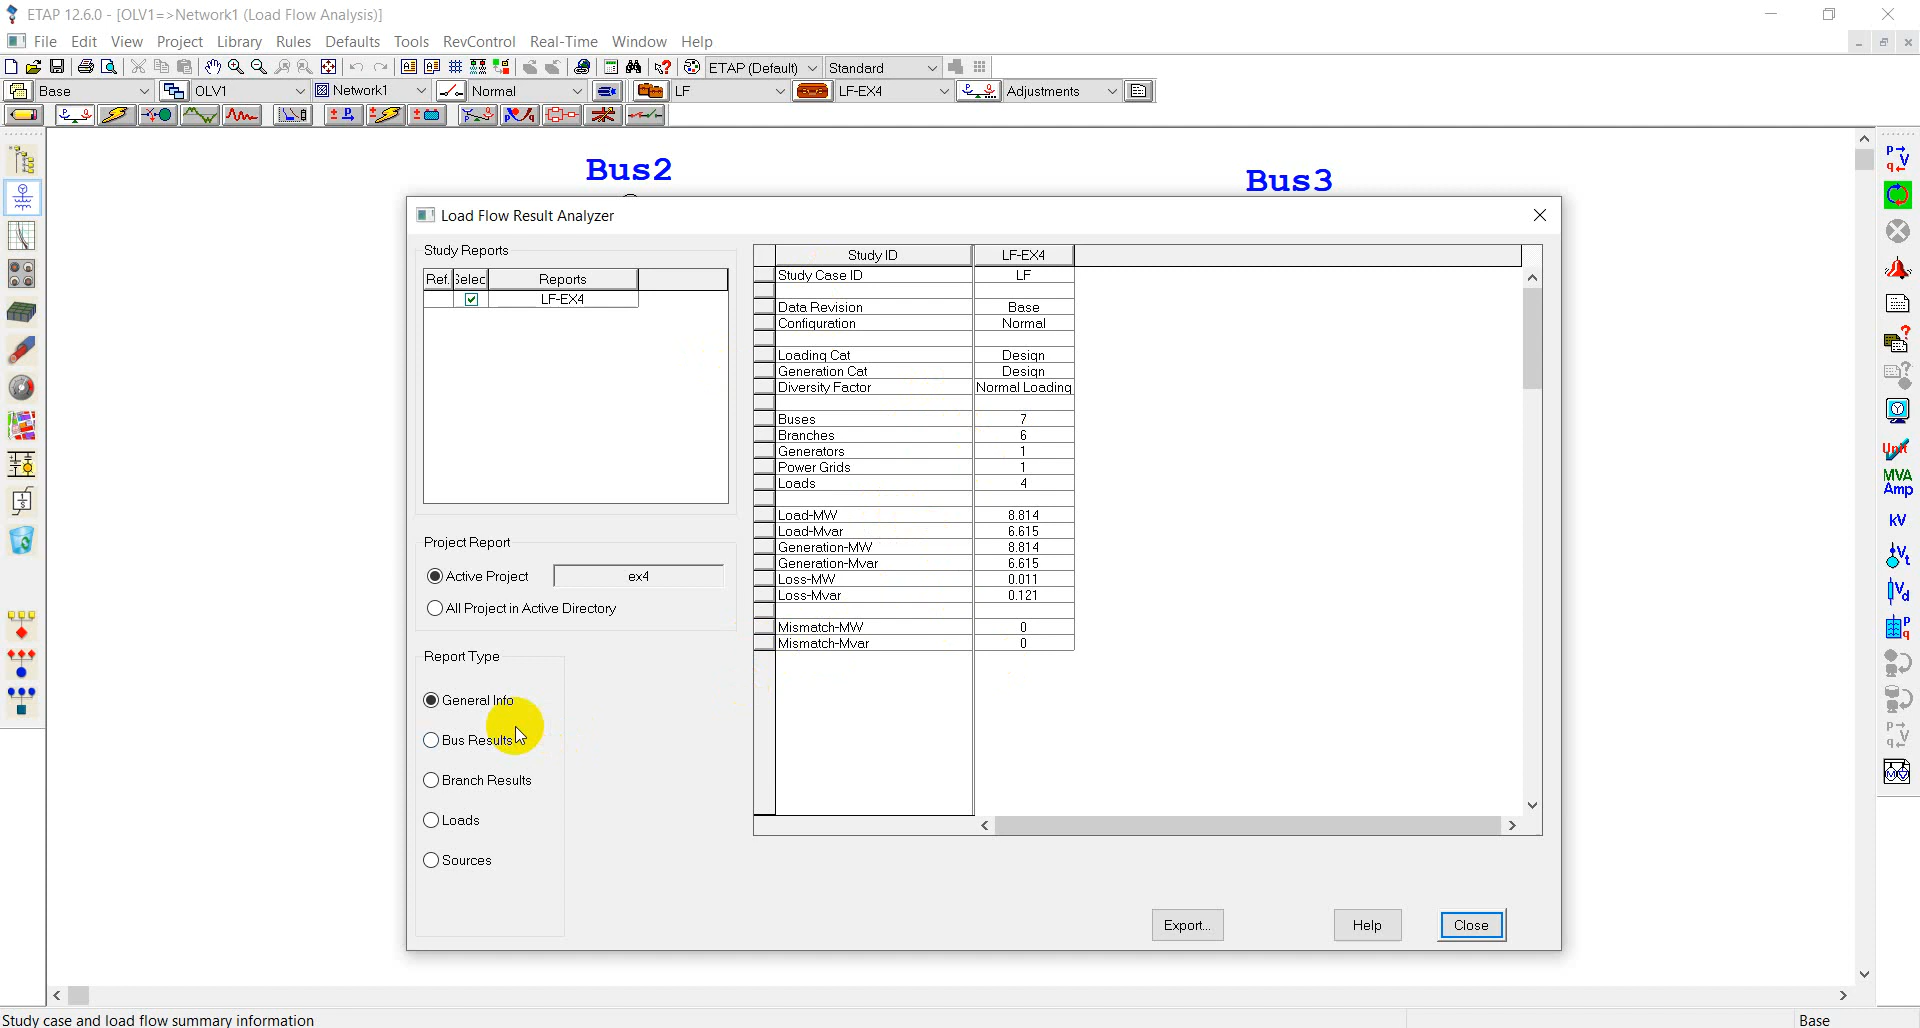 ETAP 12.6.0 - [OLV1=>Network1 (Load Flow Analysis)]
File Edit View Project Library Rules Defaults Tools RevControl Real-Time Window Help
ETAP (Default) Standard
Base OLV1 Network1 Normal LF LF-EX4 Adjustments
Bus2
Bus3
Load Flow Result Analyzer
Study Reports
Ref. Selec Reports
LF-EX4
Project Report
Active Project ex4
All Project in Active Directory
Report Type
General Info
Bus Results
Branch Results
Loads
Sources
Study ID LF-EX4
Study Case ID LF
Data Revision Base
Configuration Normal
Loading Cat Design
Generation Cat Design
Diversity Factor Normal Loading
Buses 7
Branches 6
Generators 1
Power Grids 1
Loads 4
Load-MW 8.814
Load-Mvar 6.615
Generation-MW 8.814
Generation-Mvar 6.615
Loss-MW 0.011
Loss-Mvar 0.121
Mismatch-MW 0
Mismatch-Mvar 0
Export... Help Close
Unit
MVA
Amp
kV
Vt
Vd
Study case and load flow summary information Base